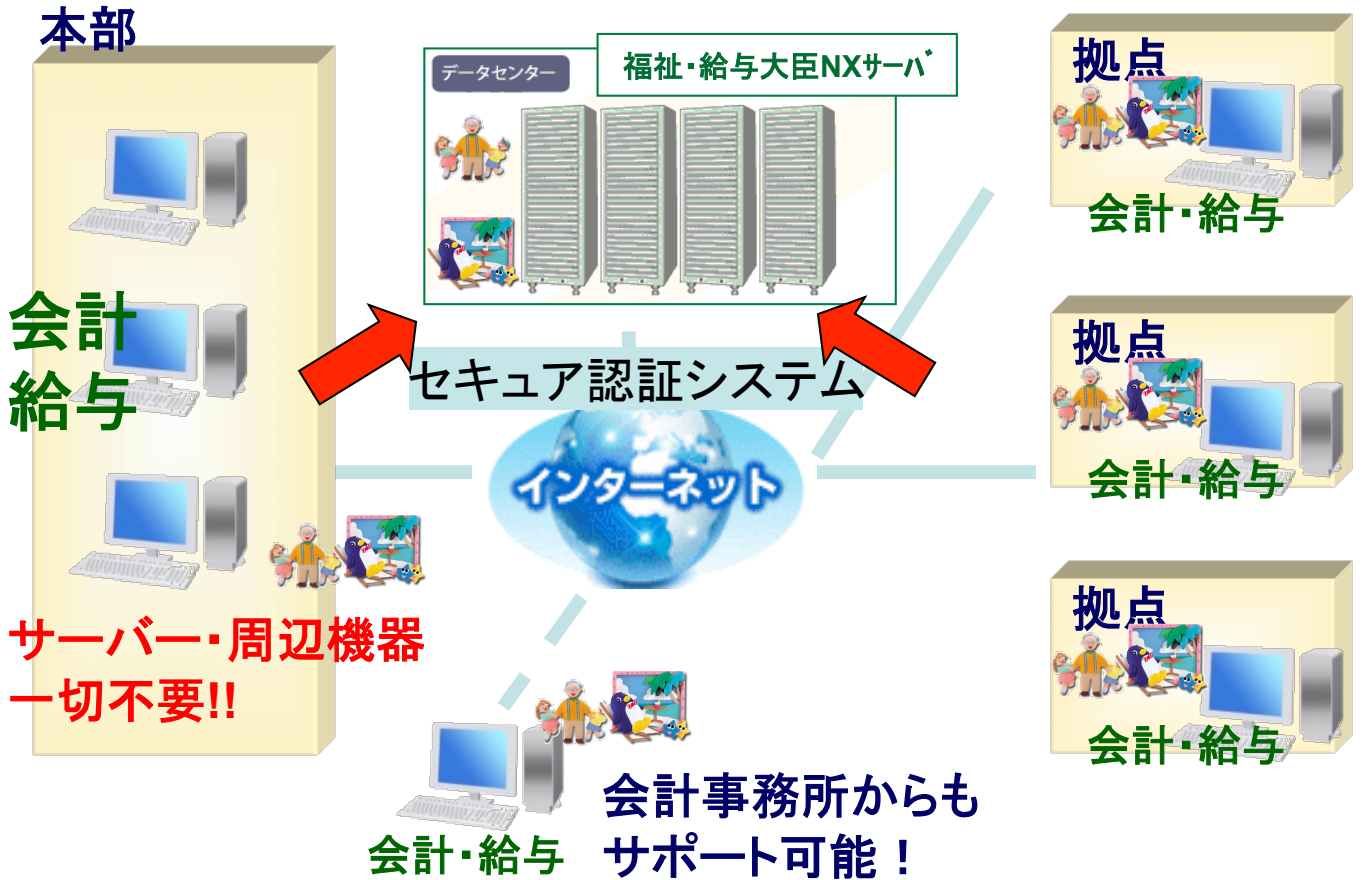 本部
データセンター
福祉・給与大臣NXサーバ
拠点
会計・給与
会計
給与
セキュア認証システム
インターネット
拠点
会計・給与
サーバー・周辺機器
一切不要!!
拠点
会計・給与
会計事務所からも
サポート可能！
会計・給与